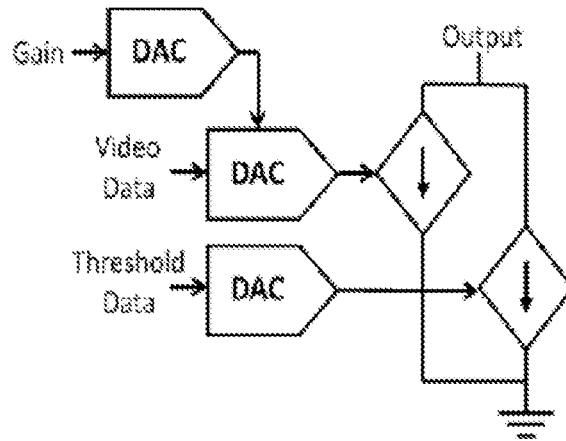 Gain
DAC
Output
Video
Data
DAC
Threshold
Data
DAC